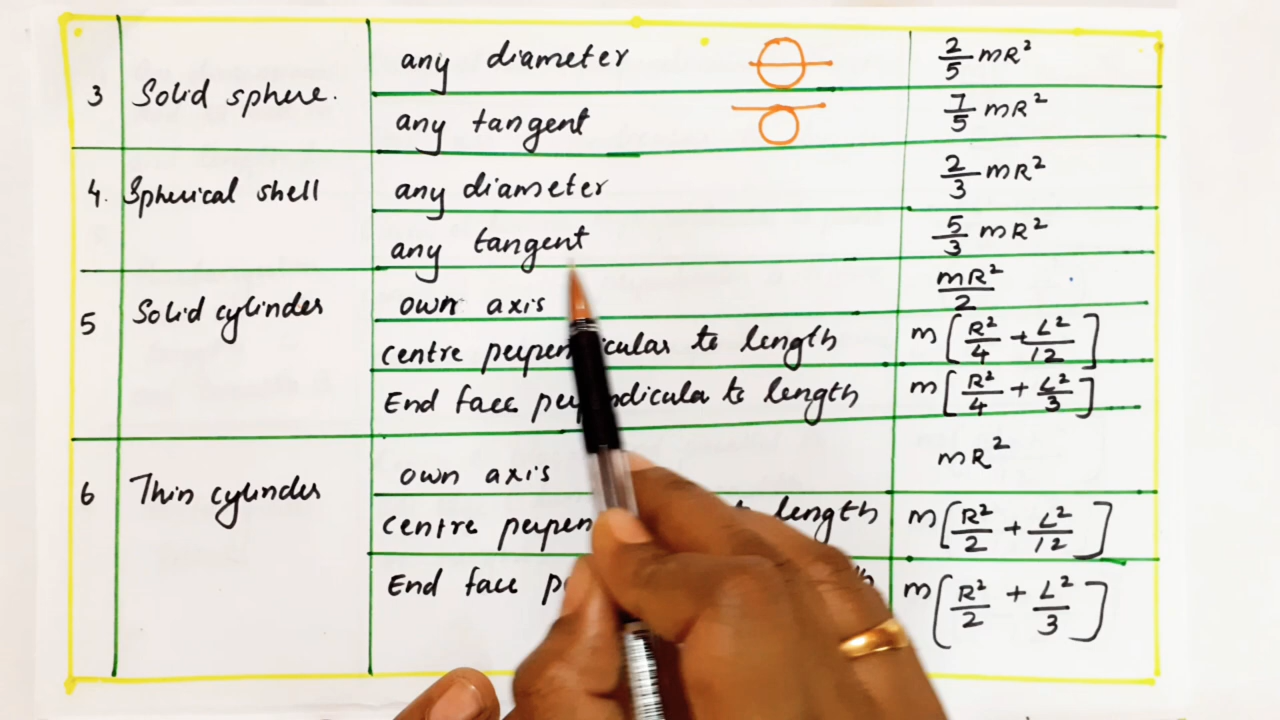 3 Solid sphere. any diameter 2/5 mR²
any tangent 7/5 mR²
4. Spherical shell any diameter 2/3 mR²
any tangent 5/3 mR²
5 Solid cylinder own axis mR²/2
centre perpendicular to length m[R²/4 + L²/12]
End face perpendicula to length m[R²/4 + L²/3]
6 Thin cylinder own axis mR²
Centre length m[R²/2 + L²/12]
End face m[R²/2 + L²/3]